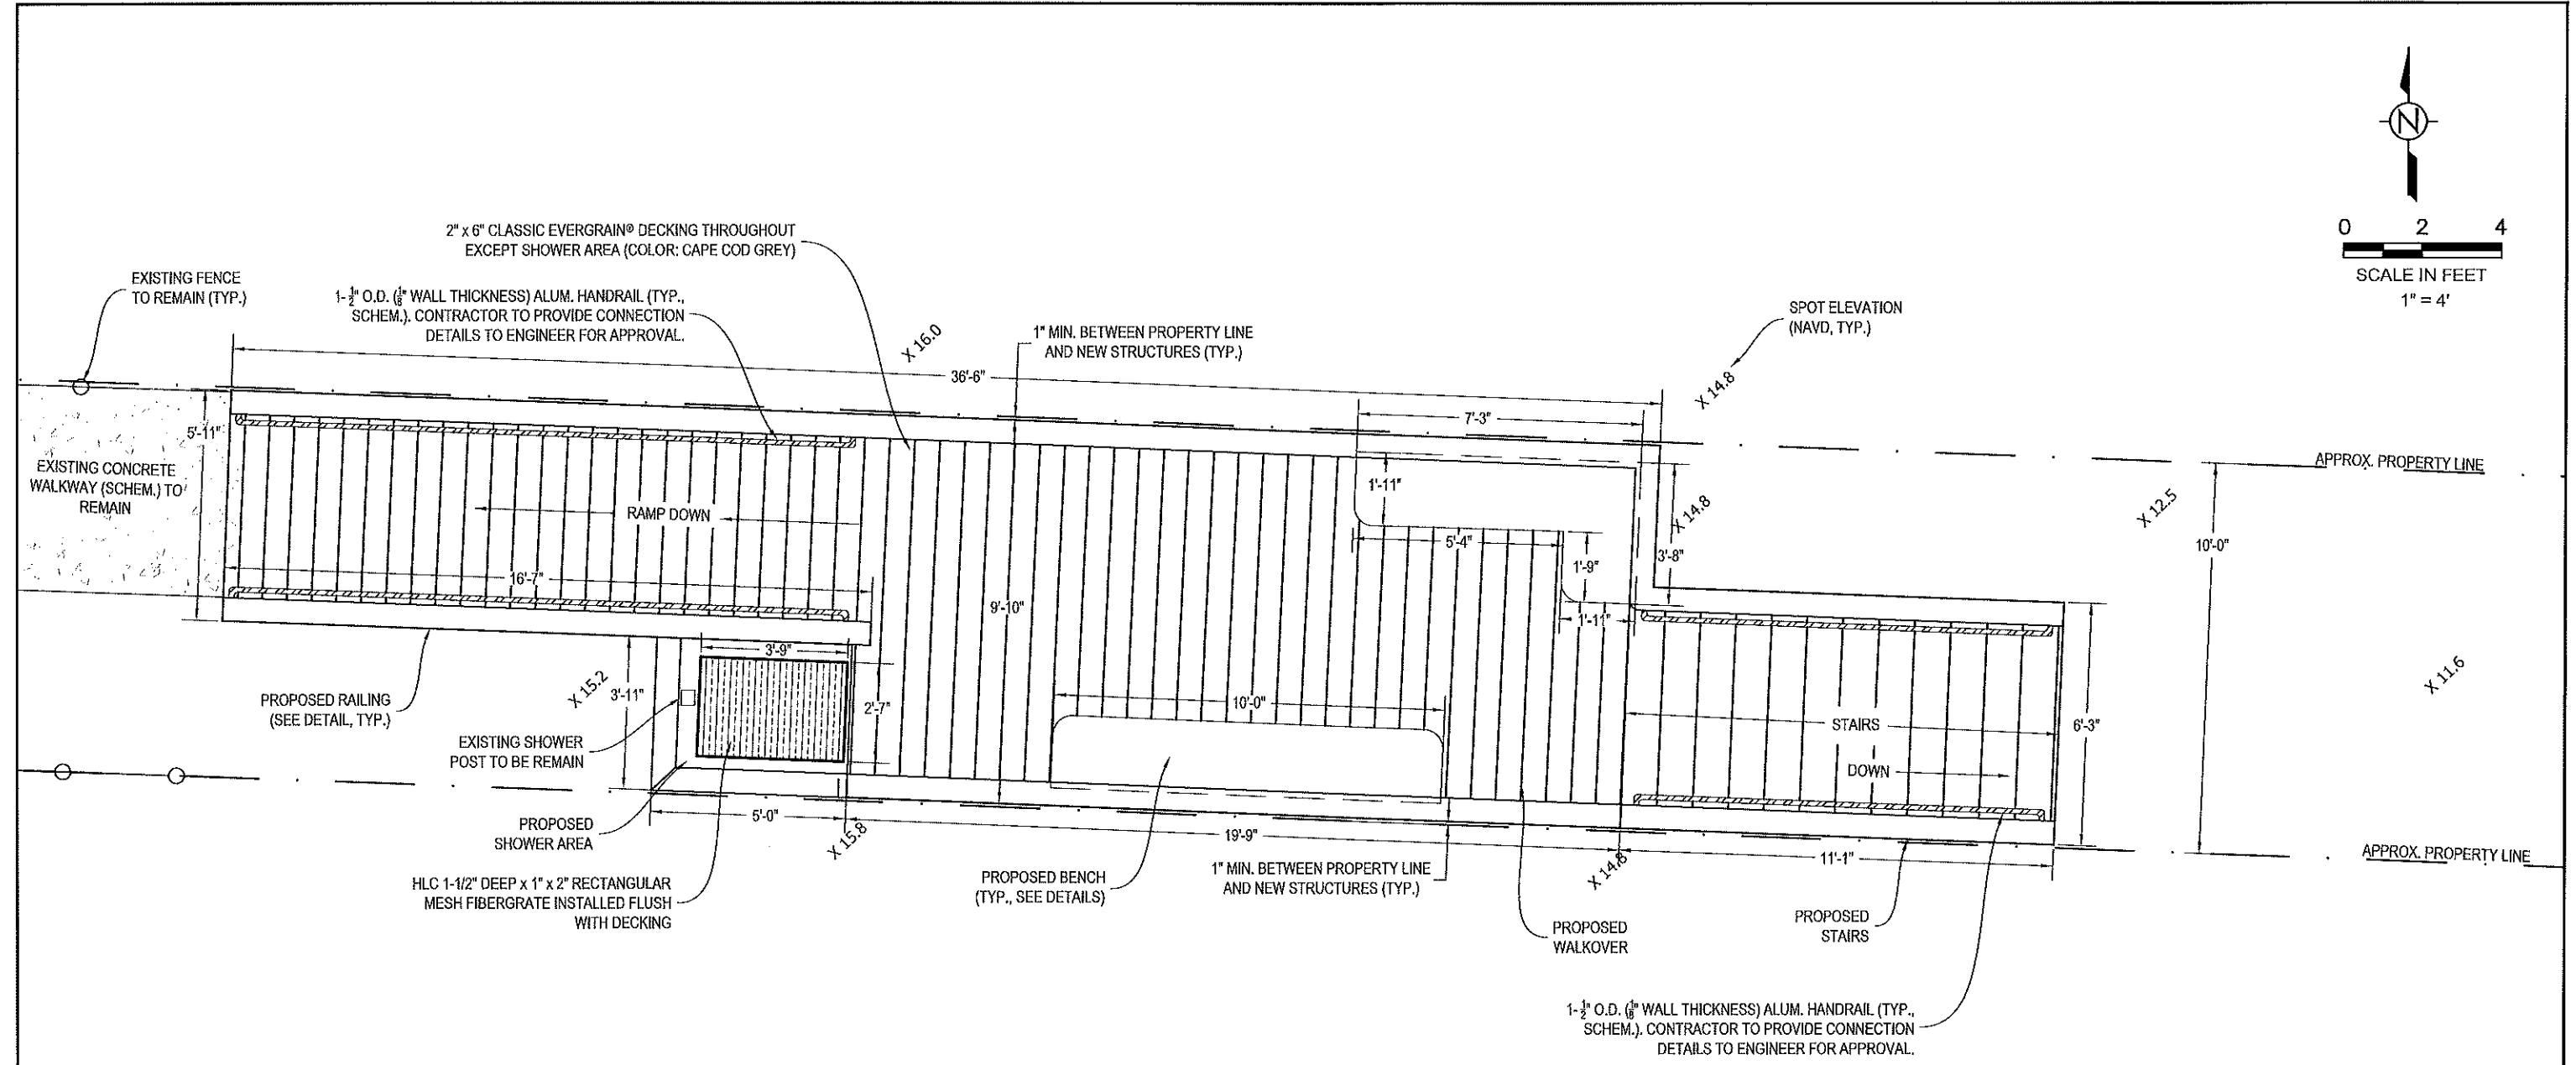 N
0 2 4
SCALE IN FEET
1" = 4'
2" x 6" CLASSIC EVERGRAIN® DECKING THROUGHOUT
EXCEPT SHOWER AREA (COLOR: CAPE COD GREY)
EXISTING FENCE
TO REMAIN (TYP.)
1-½" O.D. (⅛" WALL THICKNESS) ALUM. HANDRAIL (TYP.,
SCHEM.). CONTRACTOR TO PROVIDE CONNECTION
DETAILS TO ENGINEER FOR APPROVAL.
X 16.0
1" MIN. BETWEEN PROPERTY LINE
AND NEW STRUCTURES (TYP.)
SPOT ELEVATION
(NAVD, TYP.)
X 14.8
36'-6"
7'-3"
5'-11"
EXISTING CONCRETE
WALKWAY (SCHEM.) TO
REMAIN
RAMP DOWN
1'-11"
5'-4"
1'-9"
1'-11"
3'-8"
X 14.8
APPROX. PROPERTY LINE
X 12.5
10'-0"
16'-7"
9'-10"
3'-9"
3'-11"
2'-7"
X 15.2
10'-0"
STAIRS
DOWN
6'-3"
X 11.6
PROPOSED RAILING
(SEE DETAIL, TYP.)
EXISTING SHOWER
POST TO BE REMAIN
PROPOSED
SHOWER AREA
5'-0"
X 15.8
19'-9"
X 14.8
11'-1"
APPROX. PROPERTY LINE
HLC 1-1/2" DEEP x 1" x 2" RECTANGULAR
MESH FIBERGRATE INSTALLED FLUSH
WITH DECKING
PROPOSED BENCH
(TYP., SEE DETAILS)
1" MIN. BETWEEN PROPERTY LINE
AND NEW STRUCTURES (TYP.)
PROPOSED
WALKOVER
PROPOSED
STAIRS
1-½" O.D. (⅛" WALL THICKNESS) ALUM. HANDRAIL (TYP.,
SCHEM.). CONTRACTOR TO PROVIDE CONNECTION
DETAILS TO ENGINEER FOR APPROVAL.